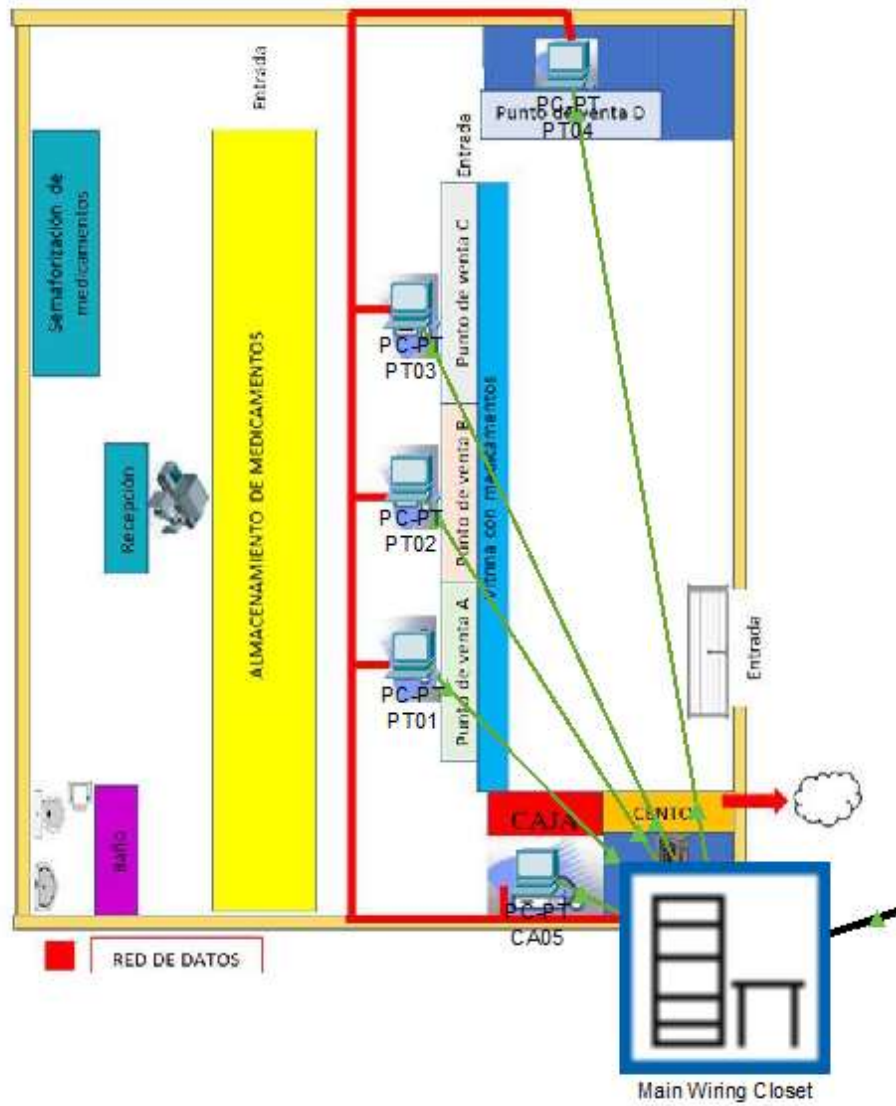 Entrada
PC-PT
Punto de venta D
PT04
Semaforización de
medicamentos
Entrada
Punto de venta C
PC-PT
PT03
ALMACENAMIENTO DE MEDICAMENTOS
Vitrina con medicamentos
Recepción
Punto de venta B
PC-PT
PT02
Punto de venta A
PC-PT
PT01
Entrada
Baño
CAJA
CENTO
PC-PT
CA05
RED DE DATOS
Main Wiring Closet